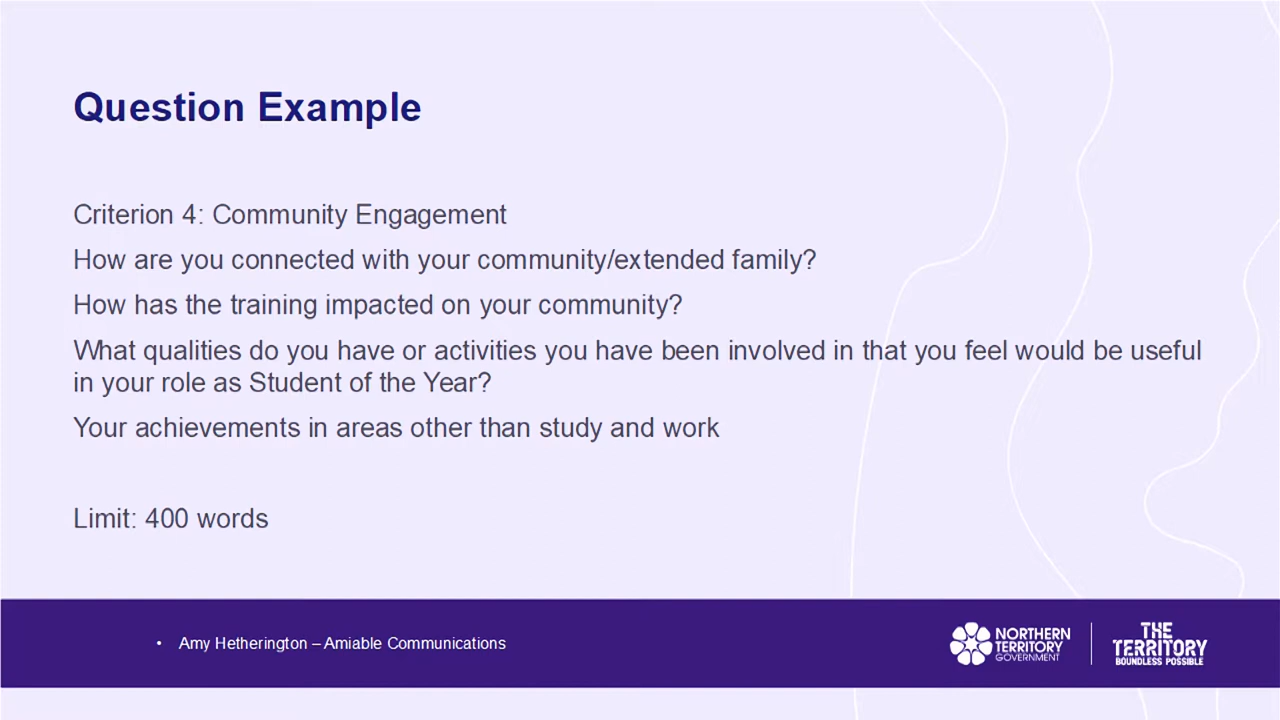 Question Example
Criterion 4: Community Engagement
How are you connected with your community/extended family?
How has the training impacted on your community?
What qualities do you have or activities you have been involved in that you feel would be useful
in your role as Student of the Year?
Your achievements in areas other than study and work
Limit: 400 words
• Amy Hetherington – Amiable Communications
NORTHERN
TERRITORY
GOVERNMENT
THE
TERRITORY
BOUNDLESS POSSIBLE